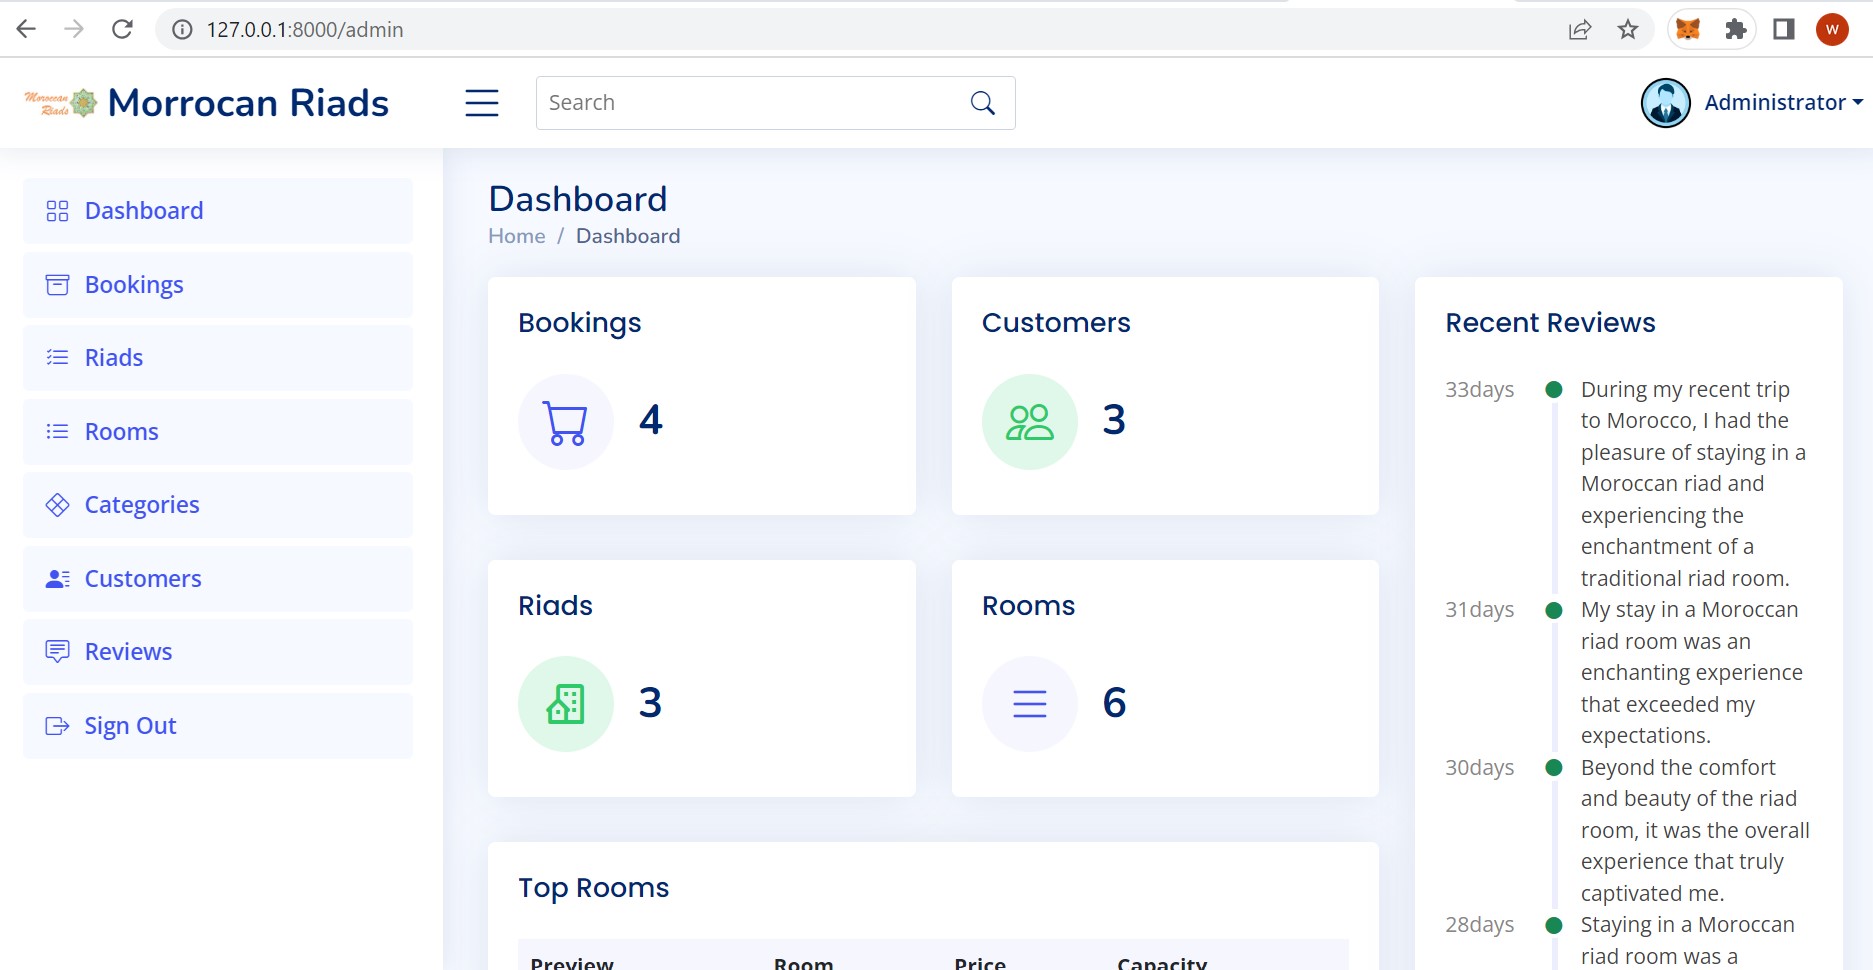 127.0.0.1:8000/admin
W
Moroccan
Riads
Morrocan Riads
Search
Administrator
Dashboard
Bookings
Riads
Rooms
Categories
Customers
Reviews
Sign Out
Dashboard
Home / Dashboard
Bookings
4
Customers
3
Riads
3
Rooms
6
Top Rooms
Preview Room Price Capacity
Recent Reviews
33days
During my recent trip
to Morocco, I had the
pleasure of staying in a
Moroccan riad and
experiencing the
enchantment of a
traditional riad room.
31days
My stay in a Moroccan
riad room was an
enchanting experience
that exceeded my
expectations.
30days
Beyond the comfort
and beauty of the riad
room, it was the overall
experience that truly
captivated me.
28days
Staying in a Moroccan
riad room was a